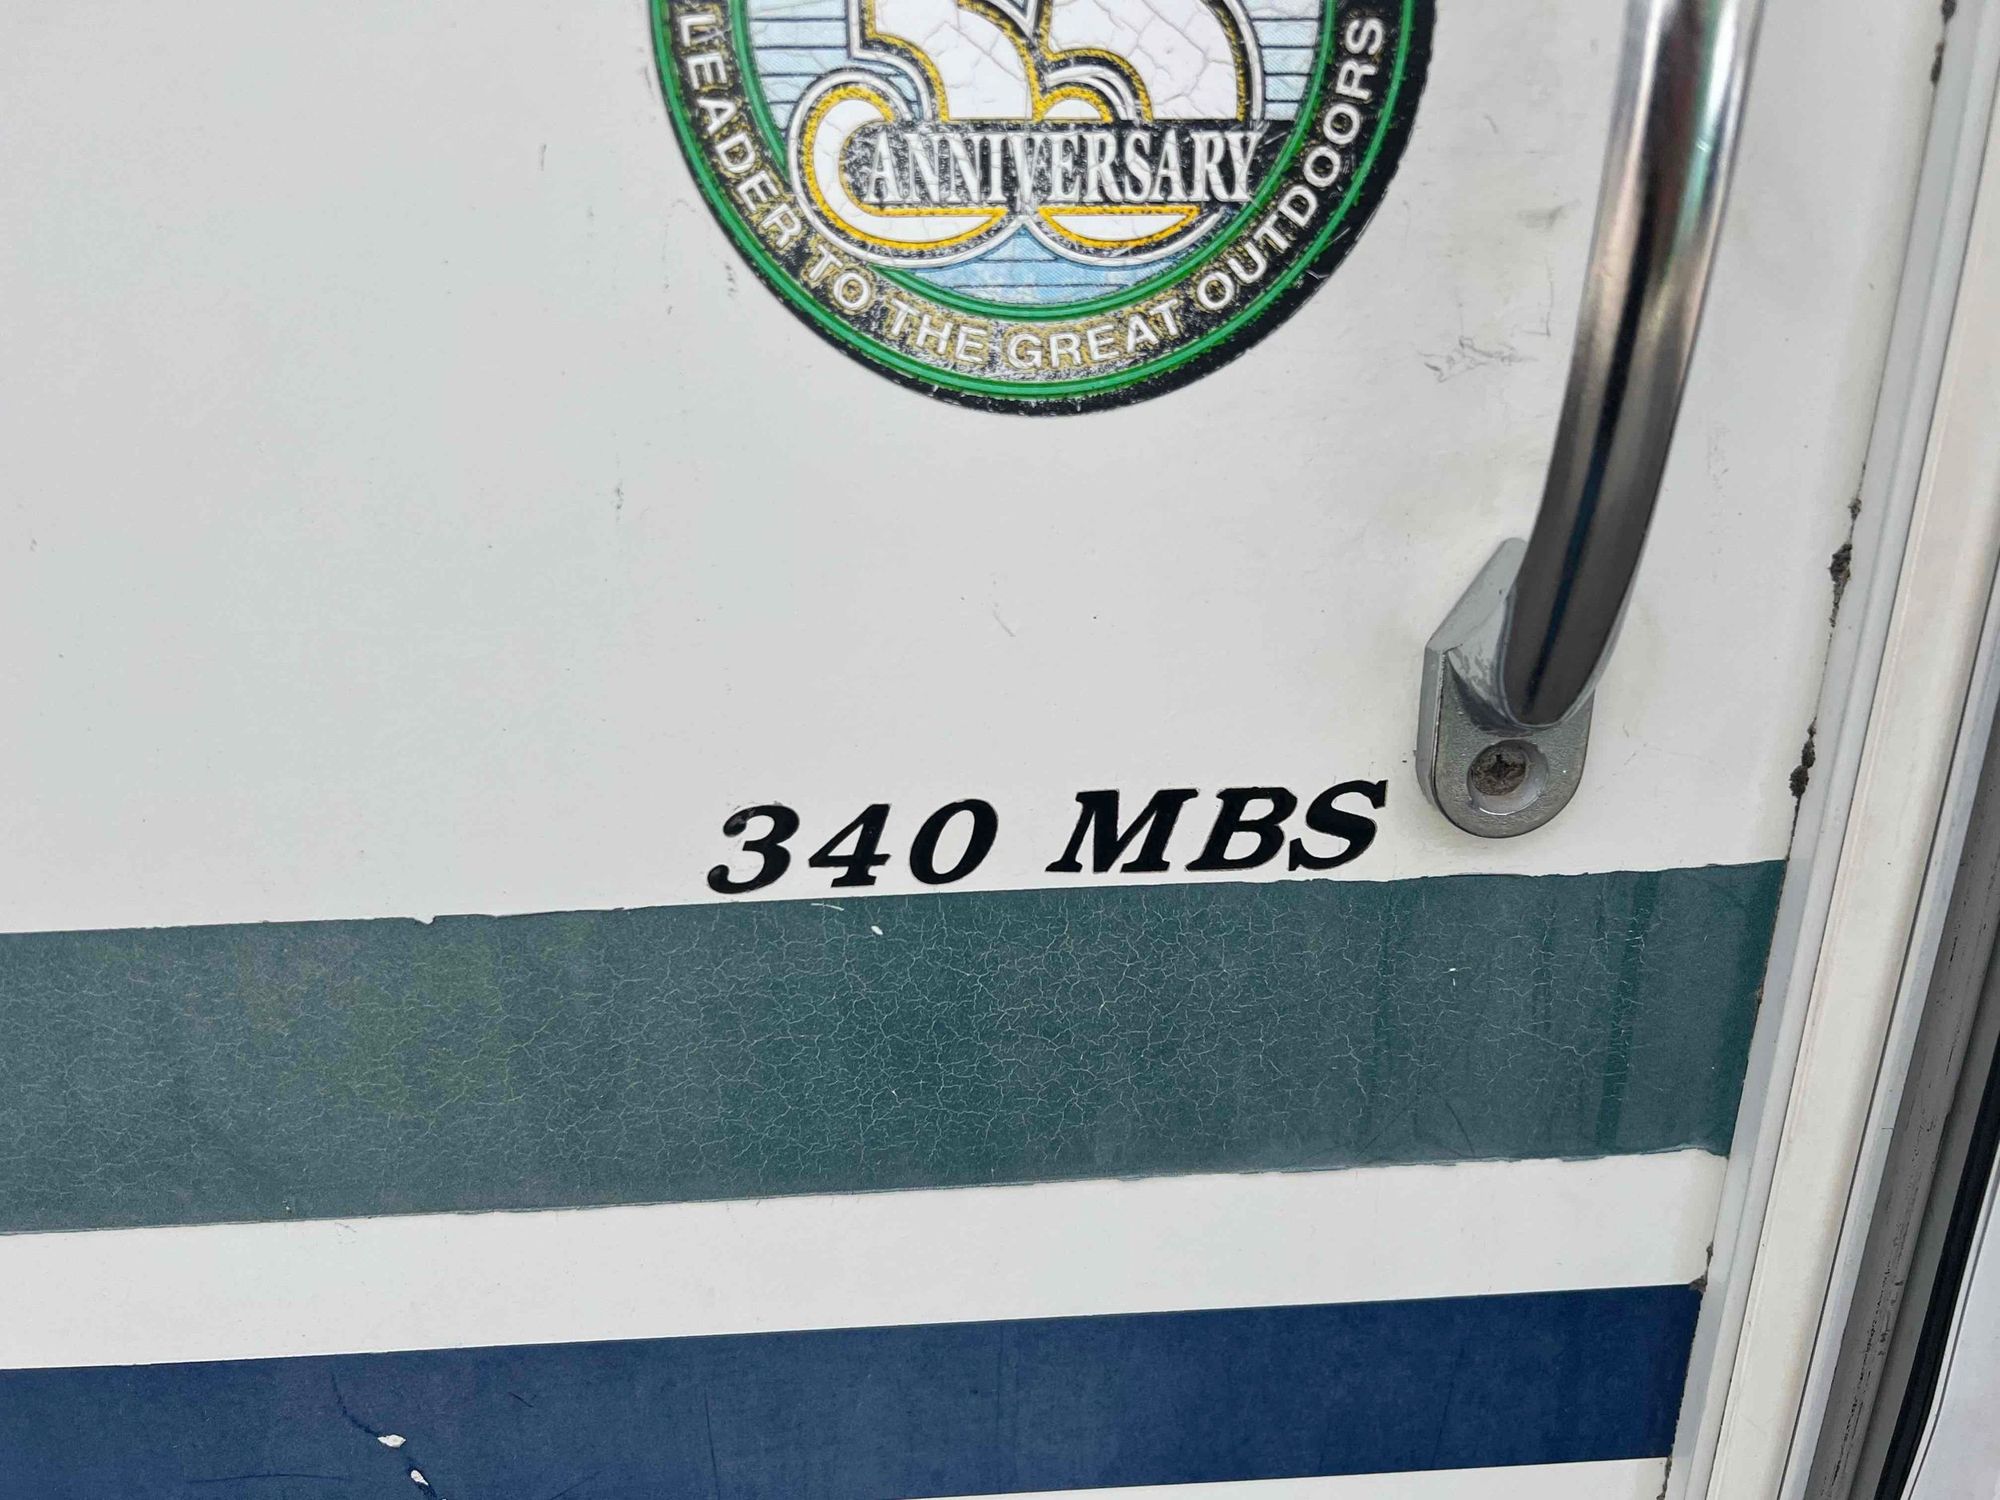 ANNIVERSARY
LEADER TO THE GREAT OUTDOORS
340 MBS